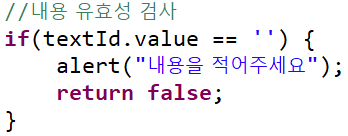 //내용 유효성 검사
if(textId.value == '') {
    alert("내용을 적어주세요");
    return false;
}